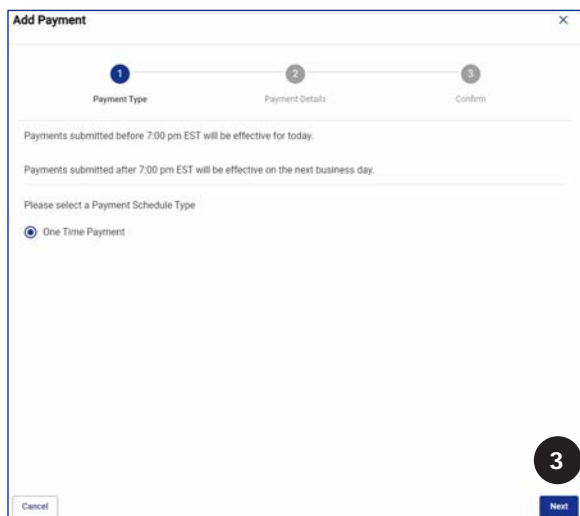 Add Payment
1 2 3
Payment Type Payment Details Confirm
Payments submitted before 7:00 pm EST will be effective for today.
Payments submitted after 7:00 pm EST will be effective on the next business day.
Please select a Payment Schedule Type
One Time Payment
3
Cancel Next